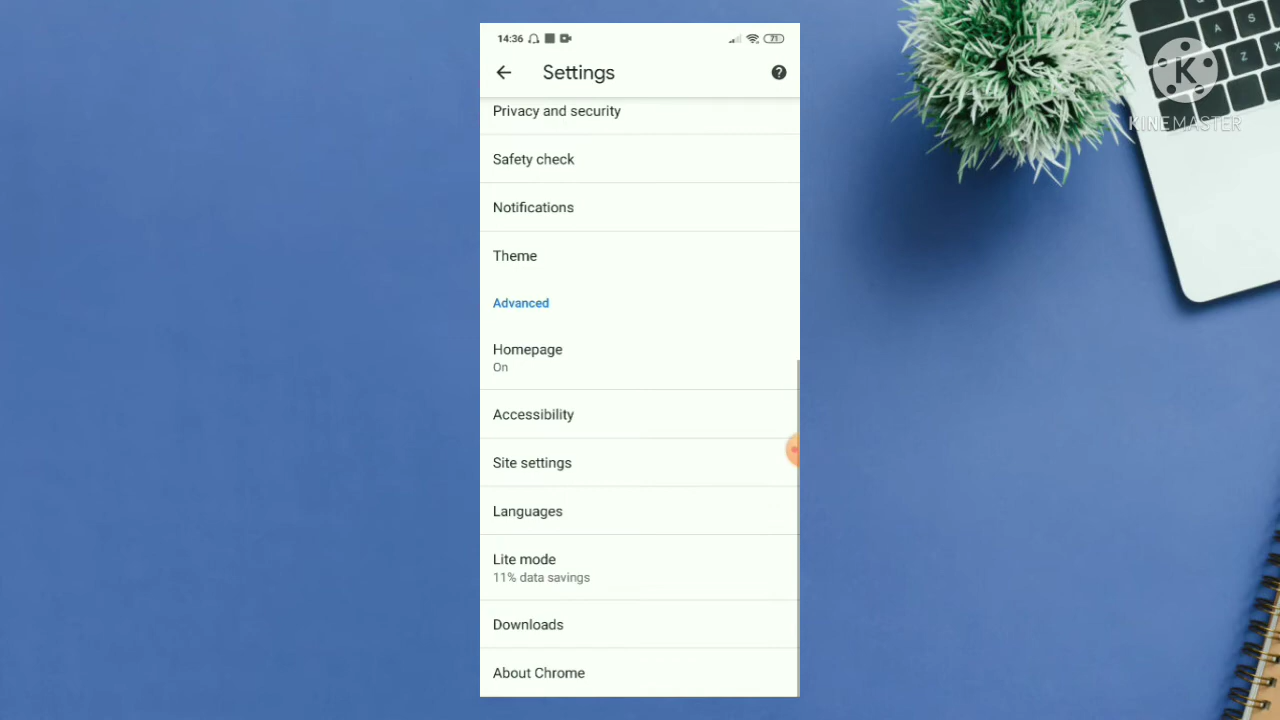 14:36
71
Settings
Privacy and security
Safety check
Notifications
Theme
Advanced
Homepage
On
Accessibility
Site settings
Languages
Lite mode
11% data savings
Downloads
About Chrome
K
KINEMASTER
A
S
Z
X